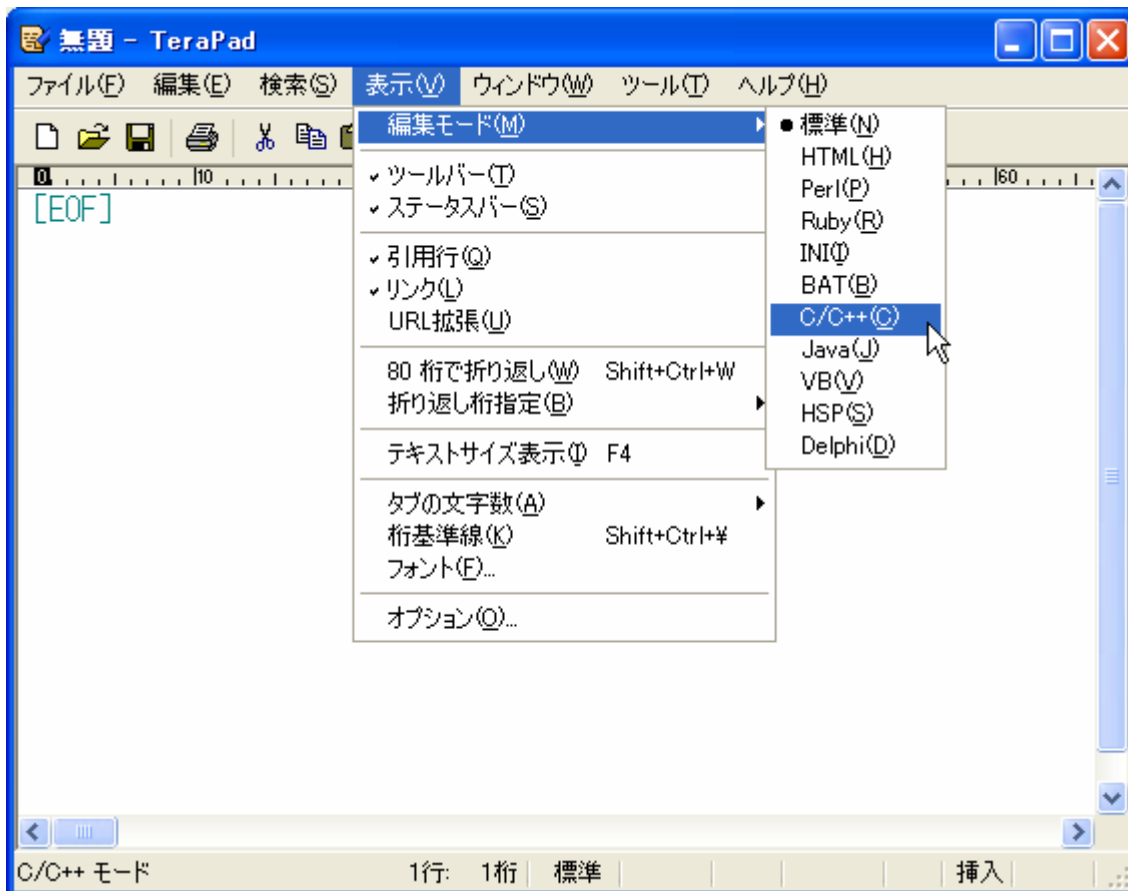 無題 - TeraPad
ファイル(F) 編集(E) 検索(S) 表示(V) ウィンドウ(W) ツール(T) ヘルプ(H)
0 10 60
[EOF]
編集モード(M)
ツールバー(T)
ステータスバー(S)
引用行(Q)
リンク(L)
URL拡張(U)
80 桁で折り返し(W) Shift+Ctrl+W
折り返し桁指定(B)
テキストサイズ表示(I) F4
タブの文字数(A)
桁基準線(K) Shift+Ctrl+¥
フォント(F)...
オプション(O)...
標準(N)
HTML(H)
Perl(P)
Ruby(R)
INI(I)
BAT(B)
C/C++(C)
Java(J)
VB(V)
HSP(S)
Delphi(D)
C/C++ モード 1行: 1桁 標準 挿入